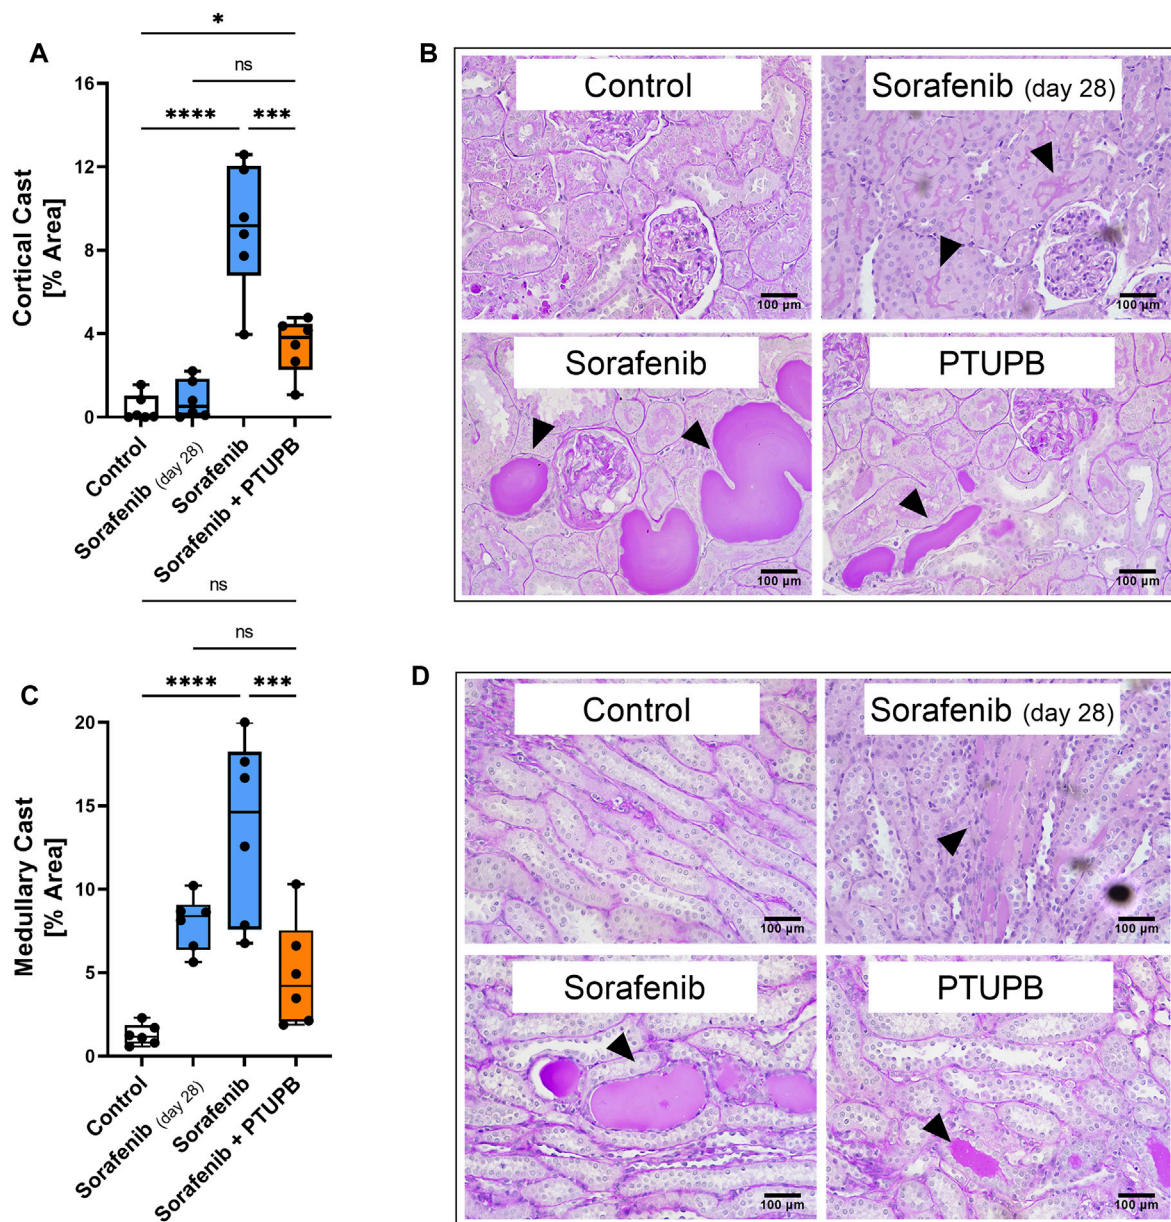 A
*
ns
****
***
Cortical Cast
[% Area]
16
12
8
4
0
Control
Sorafenib (day 28)
Sorafenib
Sorafenib + PTUPB
B
Control
100 µm
Sorafenib (day 28)
100 µm
Sorafenib
100 µm
PTUPB
100 µm
C
ns
ns
****
***
Medullary Cast
[% Area]
20
15
10
5
0
Control
Sorafenib (day 28)
Sorafenib
Sorafenib + PTUPB
D
Control
100 µm
Sorafenib (day 28)
100 µm
Sorafenib
100 µm
PTUPB
100 µm